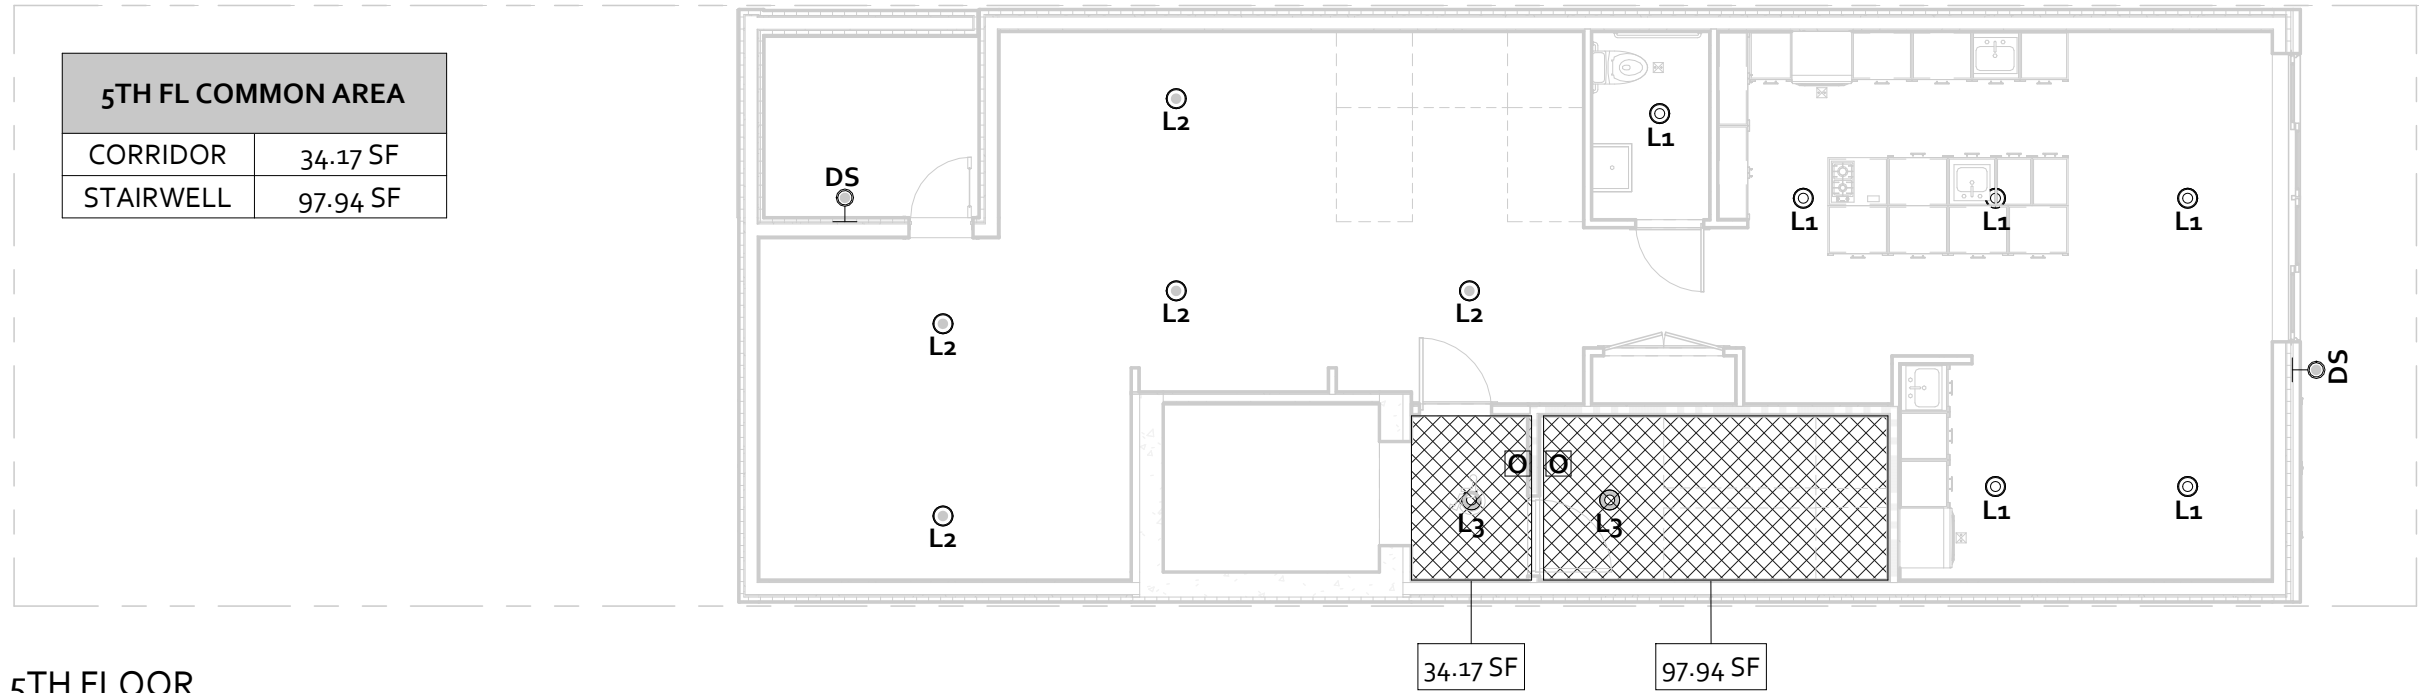 5TH FL COMMON AREA
CORRIDOR 34.17 SF
STAIRWELL 97.94 SF
L2
L1
DS
L1
L1
L1
L2
L2
L2
DS
O
O
L3
L3
L1
L1
L2
34.17 SF
97.94 SF
5TH FLOOR